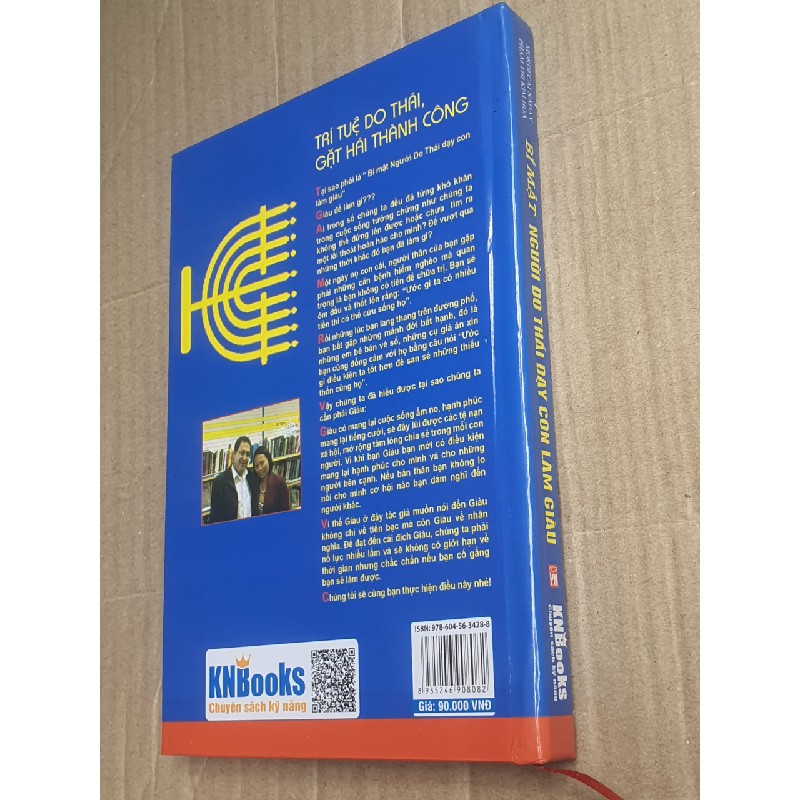 TRÍ TUỆ DO THÁI,
GẶT HÁI THÀNH CÔNG
Tại sao phải là " Bí mật Người Do Thái dạy con
làm giàu"
Giàu để làm gì???
Ai trong số chúng ta đều đã từng khó khăn
trong cuộc sống tưởng chừng như chúng ta
không thể đứng lên được hoặc chưa tìm ra
một lối thoát hoàn hảo cho mình? Để vượt qua
những thời khắc đó bạn đã làm gì?
Một ngày nọ con cái, người thân của bạn gặp
phải những căn bệnh hiểm nghèo mà quan
trọng là bạn không có tiền để chữa trị. Bạn sẽ
ôm đầu và thốt lên rằng: "Ước gì ta có nhiều
tiền thì có thể cứu sống họ".
Rồi những lúc bạn lang thang trên đường phố,
bạn bắt gặp những mảnh đời bất hạnh, đó là
những em bé bán vé số, những cụ già ăn xin
bạn cũng đồng cảm với họ bằng câu nói "Ước
gì điều kiện ta tốt hơn để san sẻ những thiếu
thốn cùng họ".
Vậy chúng ta đã hiểu được tại sao chúng ta
cần phải Giàu:
Giàu có mang lại cuộc sống ấm no, hạnh phúc
mang lại tiếng cười, sẽ đẩy lùi được các tệ nạn
xã hội, mở rộng tấm lòng chia sẻ trong mỗi con
người. Vì khi bạn Giàu bạn mới có điều kiện
mang lại hạnh phúc cho mình và cho những
người bên cạnh. Nếu bản thân bạn không lo
nổi cho mình cơ hội nào bạn dám nghĩ đến
người khác.
Vì thế Giàu ở đây tác giả muốn nói đến Giàu
không chỉ về tiền bạc mà còn Giàu về nhân
nghĩa. Để đạt đến cái đích Giàu, chúng ta phải
nỗ lực nhiều lắm và sẽ không có giới hạn về
thời gian nhưng chắc chắn nếu bạn cố gắng
bạn sẽ làm được.
Chúng tôi sẽ cùng bạn thực hiện điều này nhé!
KNBooks
Chuyên sách kỹ năng
ISBN: 978-604-56-3428-8
8 935246 908082
Giá: 90.000 VNĐ
BÍ MẬT NGƯỜI DO THÁI DẠY CON LÀM GIÀU
KNBooks
Chuyên sách kỹ năng